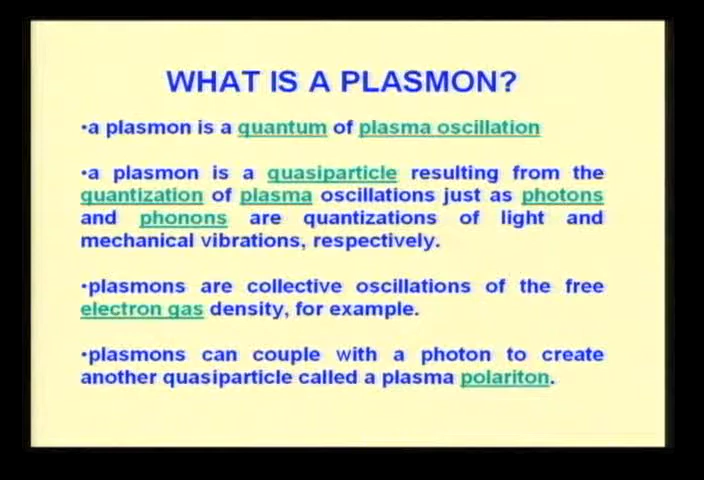 WHAT IS A PLASMON?
•a plasmon is a quantum of plasma oscillation
•a plasmon is a quasiparticle resulting from the
quantization of plasma oscillations just as photons
and phonons are quantizations of light and
mechanical vibrations, respectively.
•plasmons are collective oscillations of the free
electron gas density, for example.
•plasmons can couple with a photon to create
another quasiparticle called a plasma polariton.